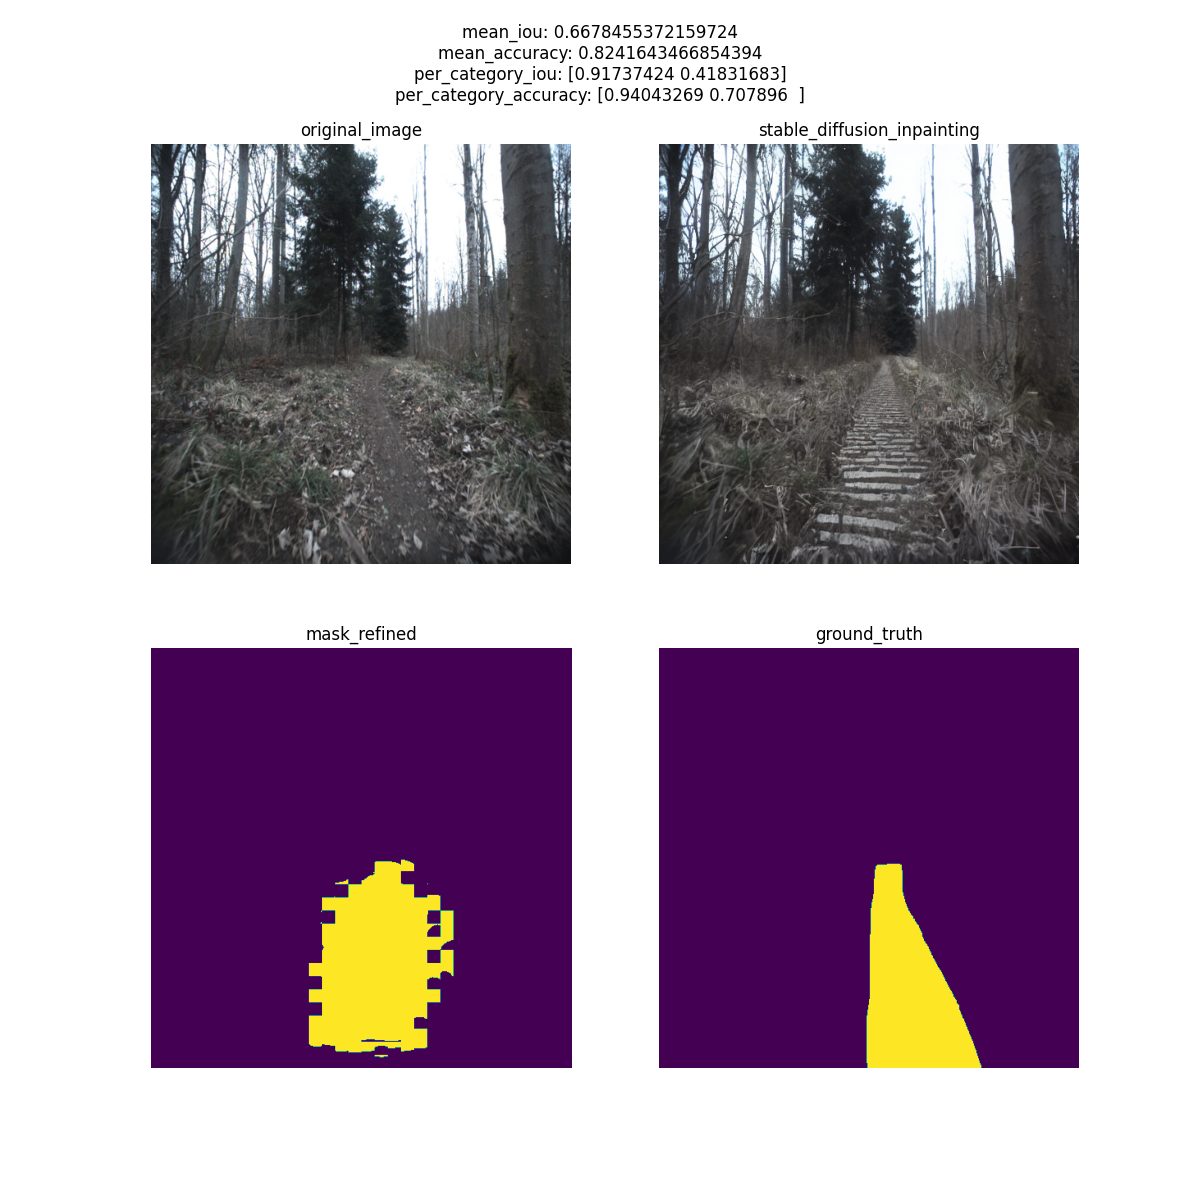 mean_iou: 0.6678455372159724
mean_accuracy: 0.8241643466854394
per_category_iou: [0.91737424 0.41831683]
per_category_accuracy: [0.94043269 0.707896  ]
original_image
stable_diffusion_inpainting
mask_refined
ground_truth